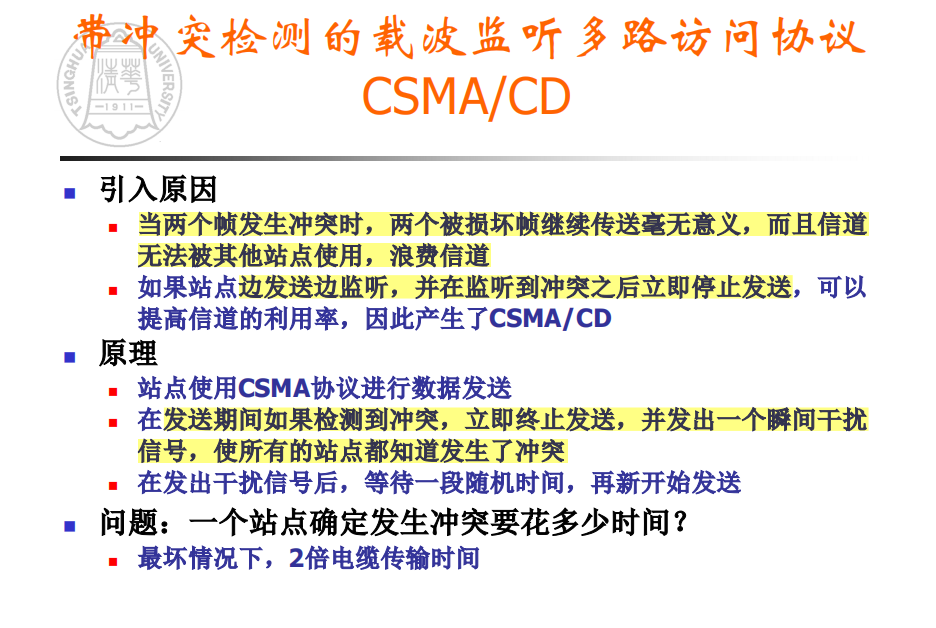 带冲突检测的载波监听多路访问协议
CSMA/CD
TSINGHUA UNIVERSITY
清华
1911
引入原因
当两个帧发生冲突时，两个被损坏帧继续传送毫无意义，而且信道
无法被其他站点使用，浪费信道
如果站点边发送边监听，并在监听到冲突之后立即停止发送，可以
提高信道的利用率，因此产生了CSMA/CD
原理
站点使用CSMA协议进行数据发送
在发送期间如果检测到冲突，立即终止发送，并发出一个瞬间干扰
信号，使所有的站点都知道发生了冲突
在发出干扰信号后，等待一段随机时间，再新开始发送
问题：一个站点确定发生冲突要花多少时间？
最坏情况下，2倍电缆传输时间